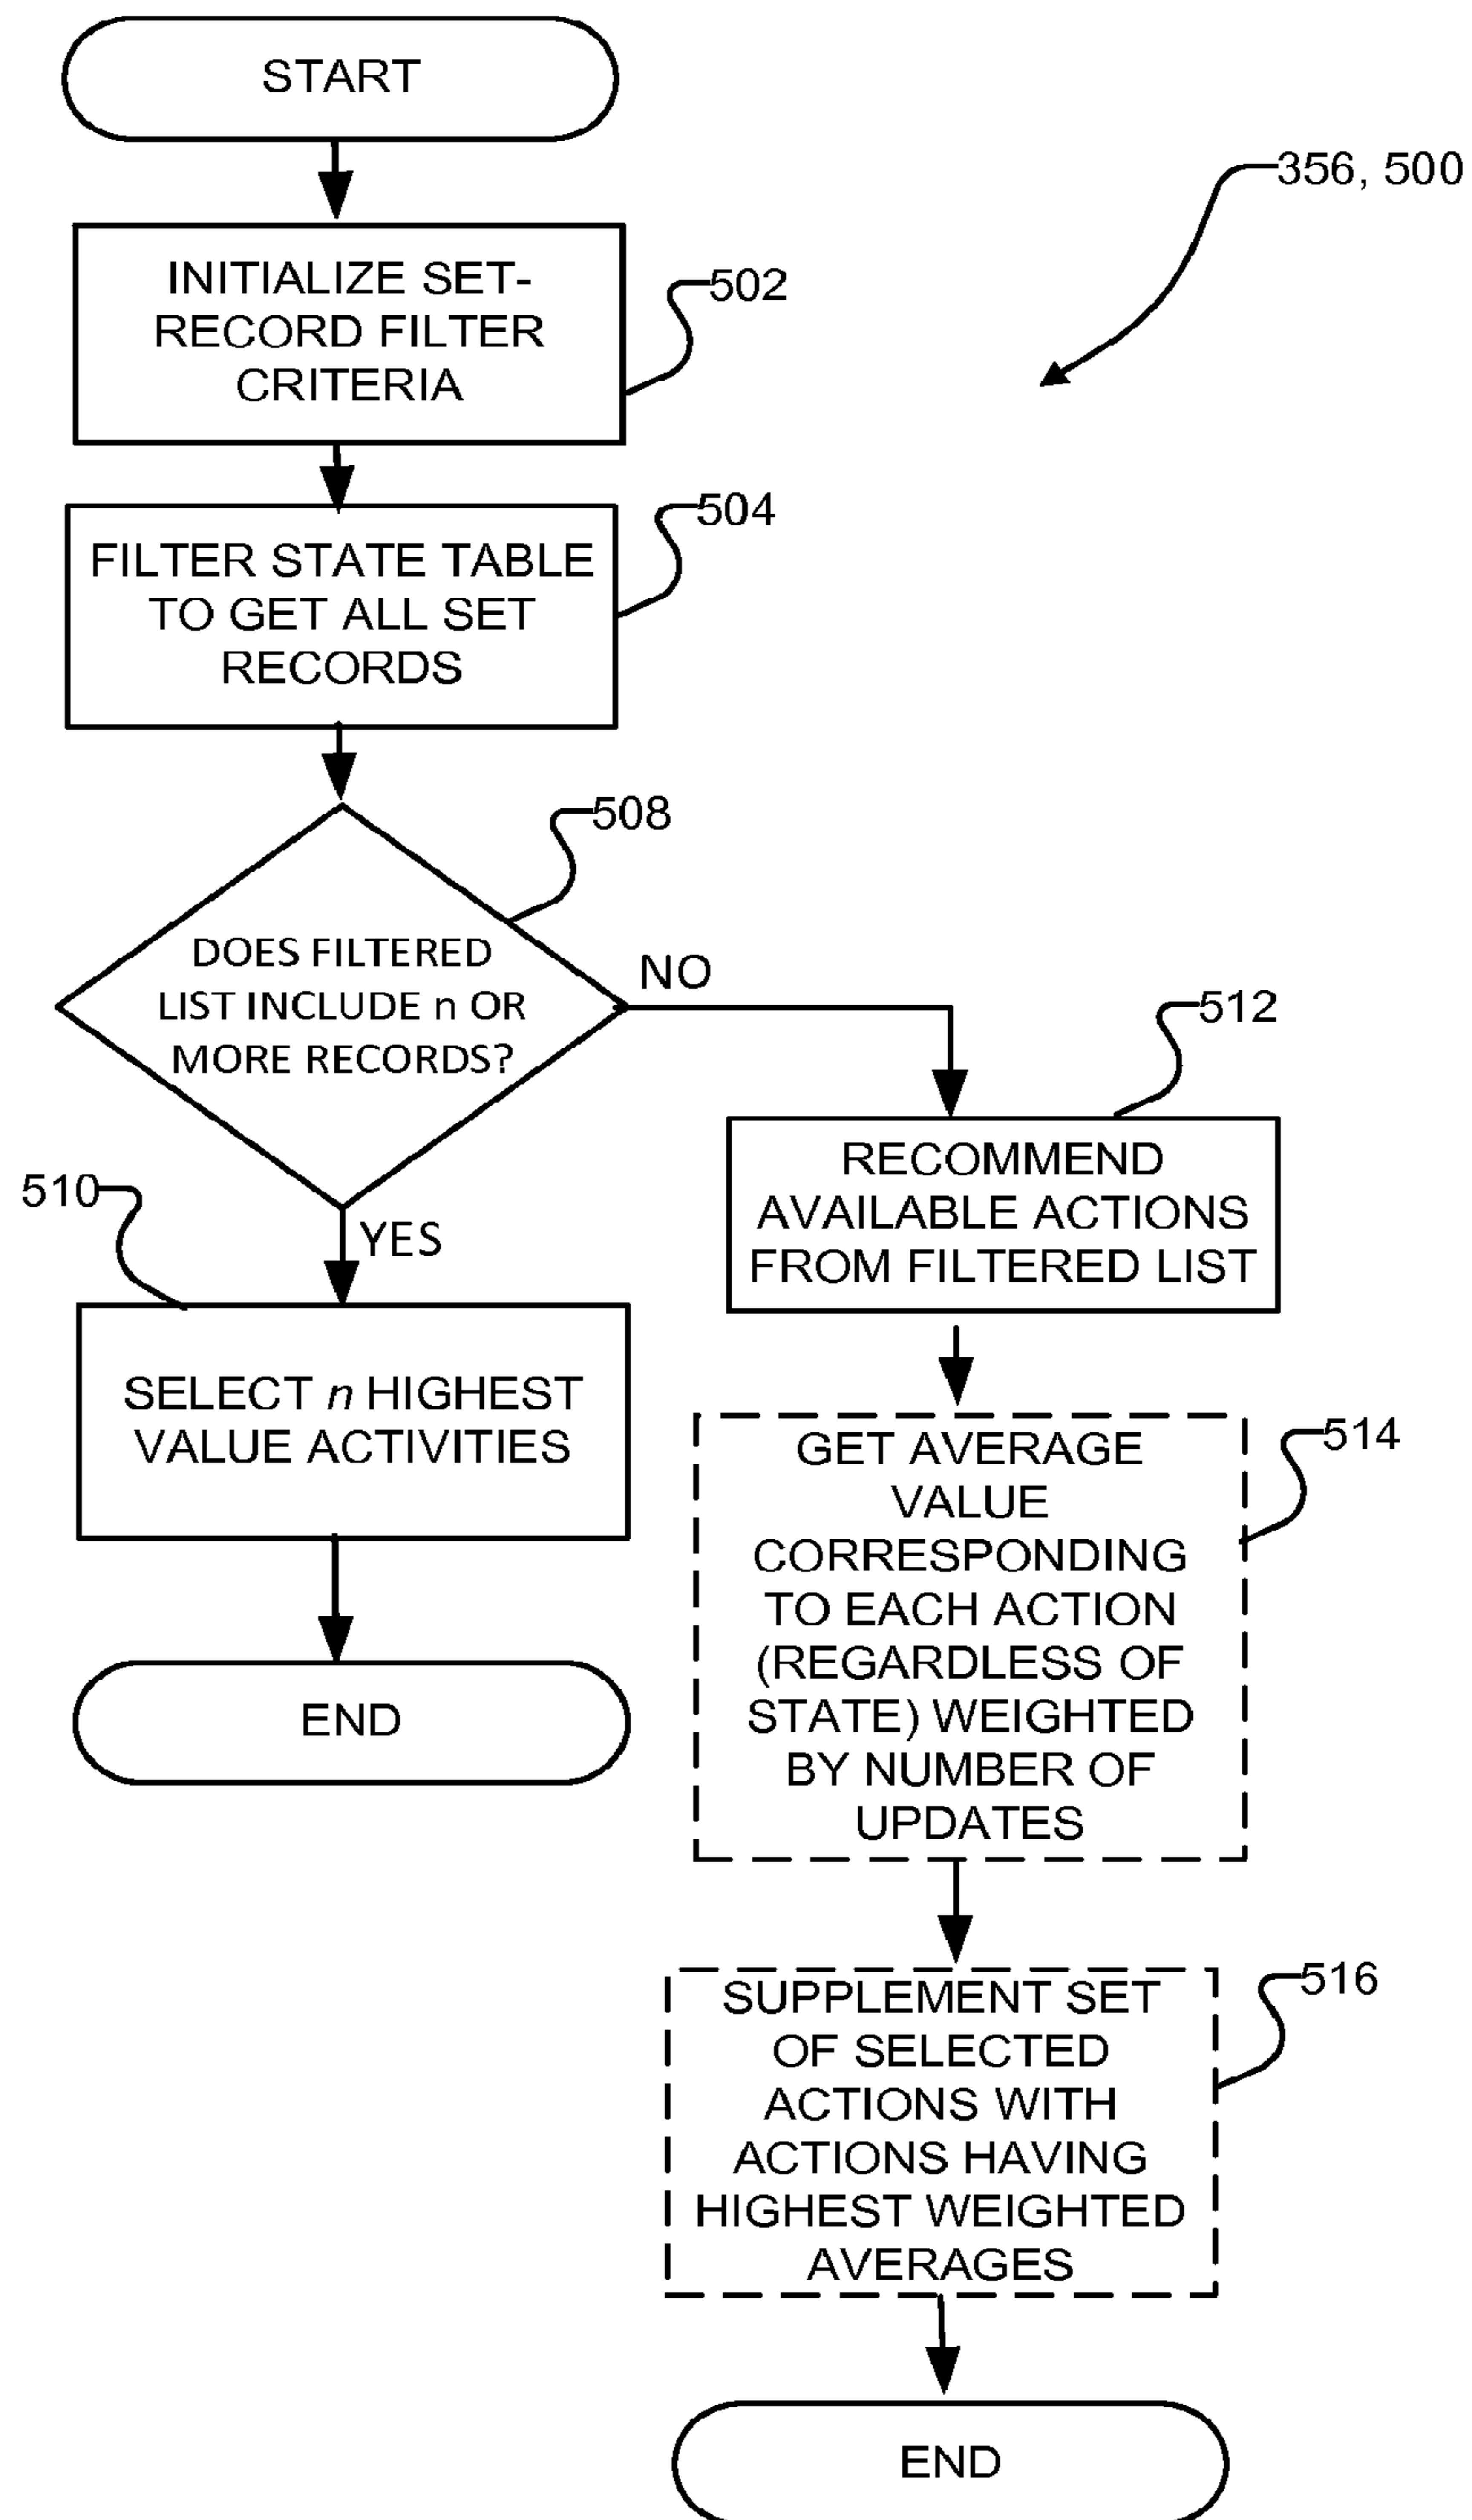 START
356, 500
INITIALIZE SET-
RECORD FILTER
CRITERIA
502
FILTER STATE TABLE
TO GET ALL SET
RECORDS
504
508
DOES FILTERED
LIST INCLUDE n OR
MORE RECORDS?
NO
YES
510
SELECT n HIGHEST
VALUE ACTIVITIES
END
512
RECOMMEND
AVAILABLE ACTIONS
FROM FILTERED LIST
514
GET AVERAGE
VALUE
CORRESPONDING
TO EACH ACTION
(REGARDLESS OF
STATE) WEIGHTED
BY NUMBER OF
UPDATES
516
SUPPLEMENT SET
OF SELECTED
ACTIONS WITH
ACTIONS HAVING
HIGHEST WEIGHTED
AVERAGES
END